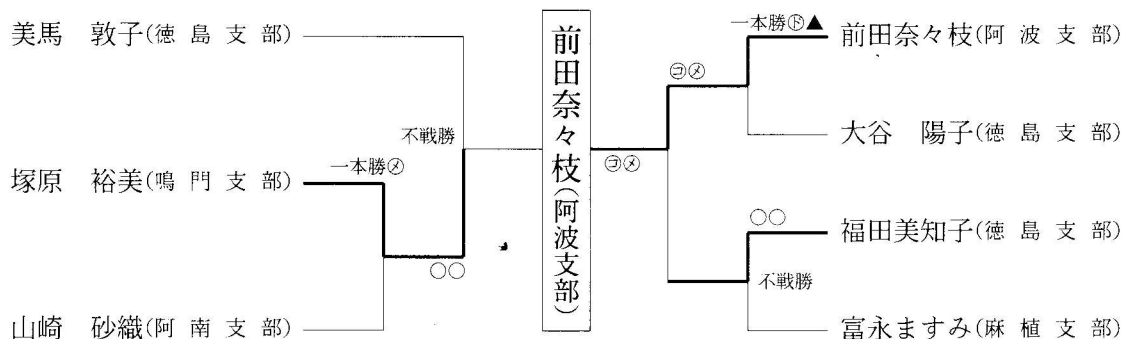 美馬 敦子(徳島支部)
不戦勝
一本勝㋱
塚原 裕美(鳴門支部)
○○
山崎 砂織(阿南支部)
前田奈々枝(阿波支部)
一本勝㋣▲
前田奈々枝(阿波支部)
㋙㋱
大谷 陽子(徳島支部)
㋙㋱
○○
福田美知子(徳島支部)
不戦勝
富永ますみ(麻植支部)